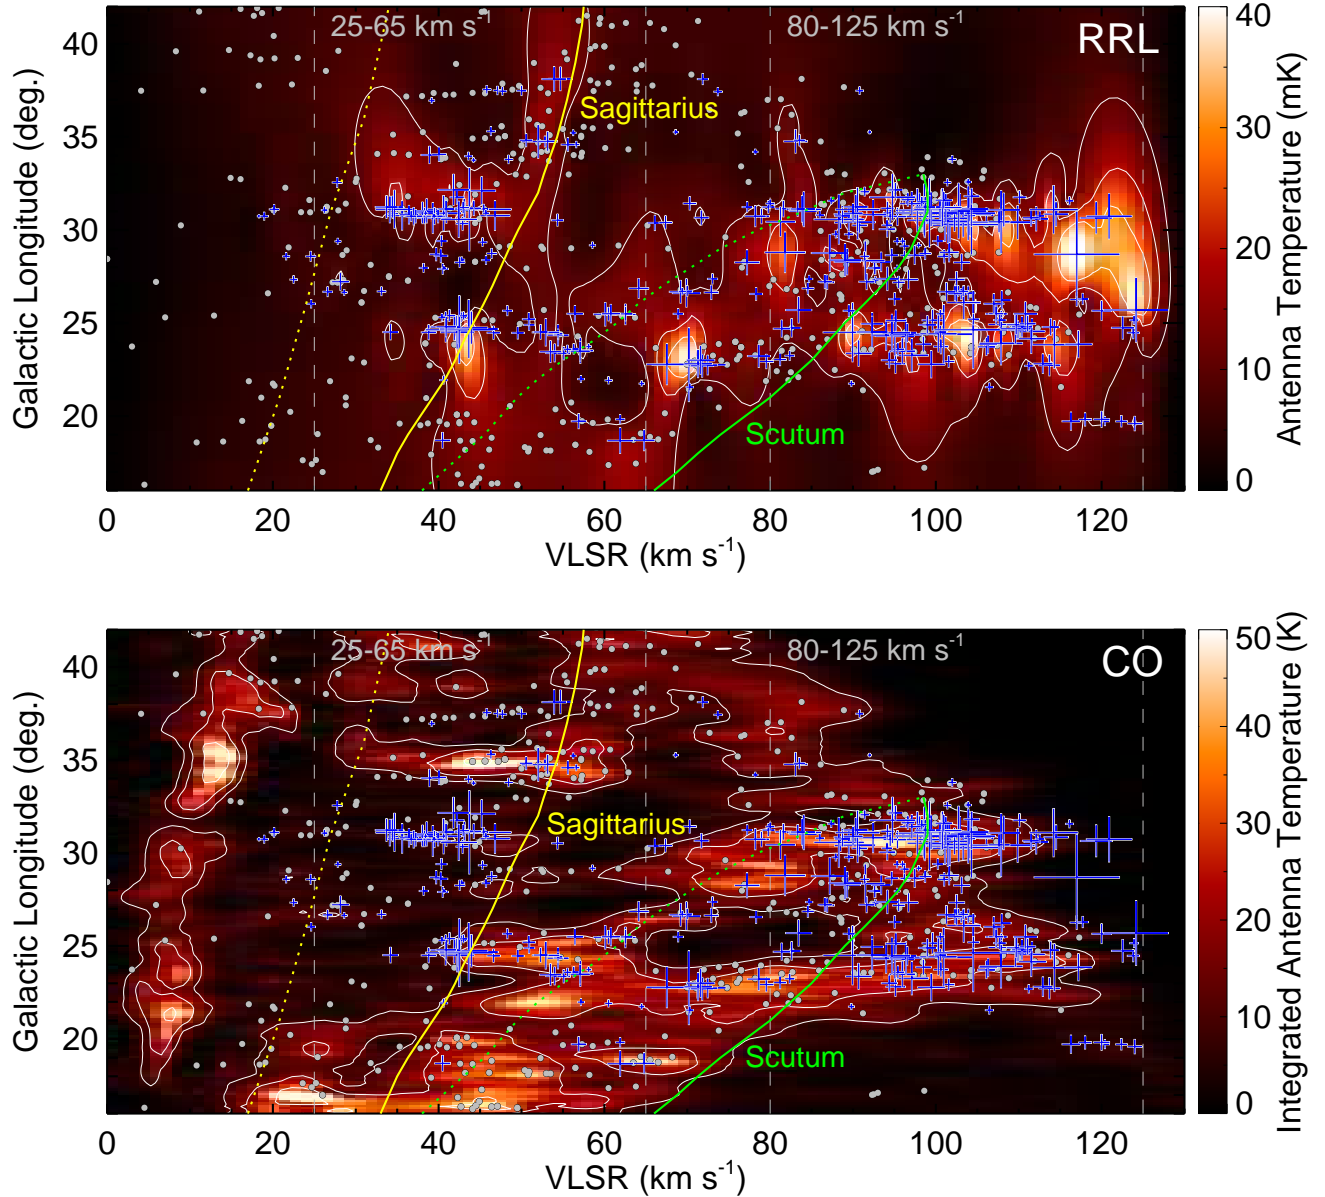 25-65 km s-1
80-125 km s-1
RRL
40
35
30
25
20
Galactic Longitude (deg.)
Sagittarius
Scutum
0
20
40
60
80
100
120
VLSR (km s-1)
40
30
20
10
0
Antenna Temperature (mK)
25-65 km s-1
80-125 km s-1
CO
40
35
30
25
20
Galactic Longitude (deg.)
Sagittarius
Scutum
0
20
40
60
80
100
120
VLSR (km s-1)
50
40
30
20
10
0
Integrated Antenna Temperature (K)